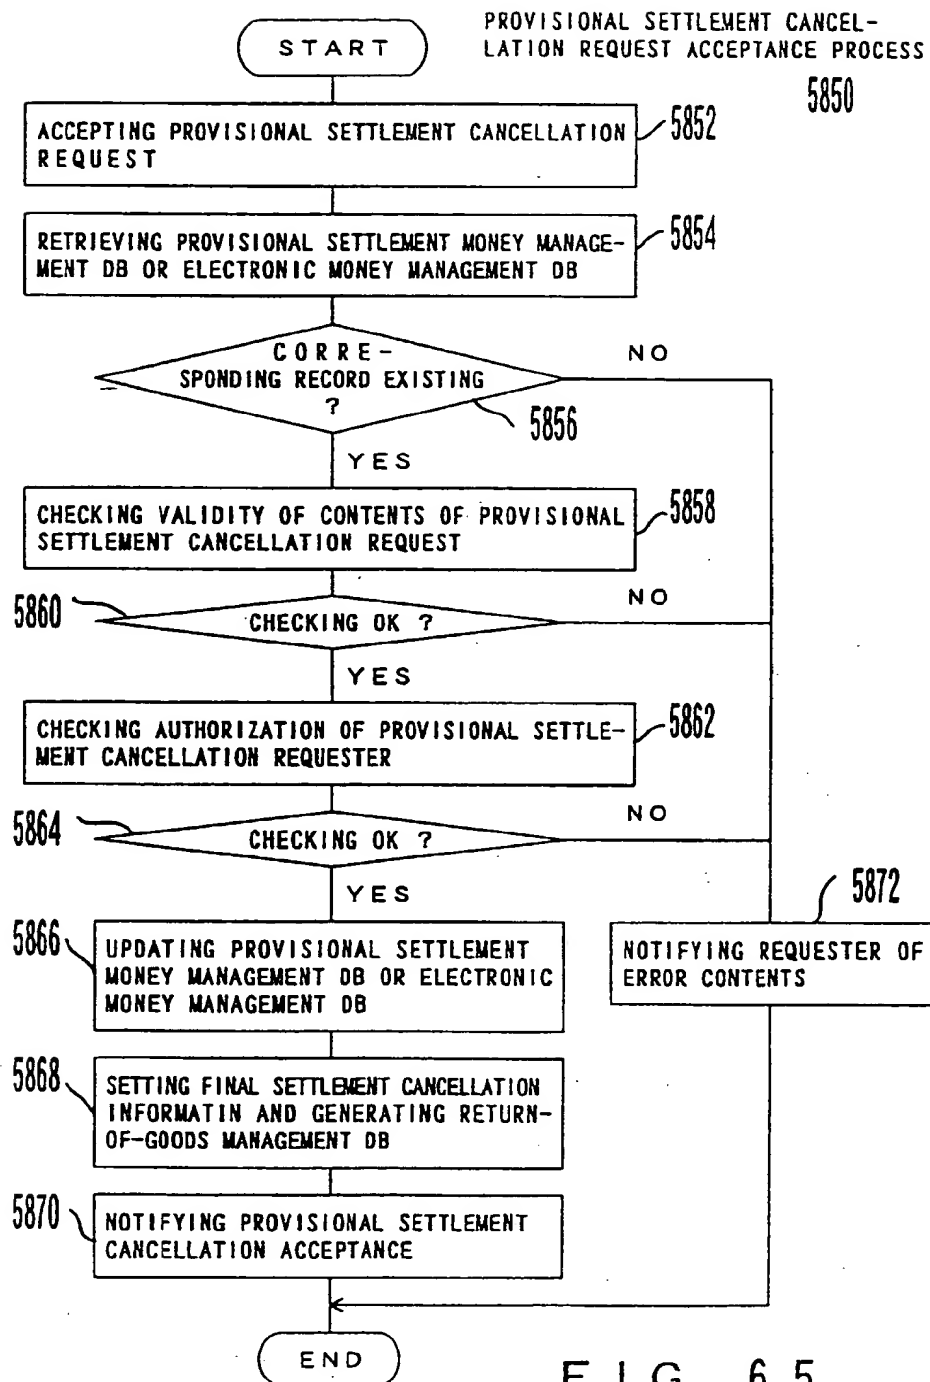 PROVISIONAL SETTLEMENT CANCEL-
LATION REQUEST ACCEPTANCE PROCESS
5850
START
ACCEPTING PROVISIONAL SETTLEMENT CANCELLATION
REQUEST
5852
RETRIEVING PROVISIONAL SETTLEMENT MONEY MANAGE-
MENT DB OR ELECTRONIC MONEY MANAGEMENT DB
5854
CORRE-
SPONDING RECORD EXISTING
?
NO
5856
YES
CHECKING VALIDITY OF CONTENTS OF PROVISIONAL
SETTLEMENT CANCELLATION REQUEST
5858
5860
CHECKING OK ?
NO
YES
CHECKING AUTHORIZATION OF PROVISIONAL SETTLE-
MENT CANCELLATION REQUESTER
5862
5864
CHECKING OK ?
NO
YES
5866
UPDATING PROVISIONAL SETTLEMENT
MONEY MANAGEMENT DB OR ELECTRONIC
MONEY MANAGEMENT DB
5872
NOTIFYING REQUESTER OF
ERROR CONTENTS
5868
SETTING FINAL SETTLEMENT CANCELLATION
INFORMATIN AND GENERATING RETURN-
OF-GOODS MANAGEMENT DB
5870
NOTIFYING PROVISIONAL SETTLEMENT
CANCELLATION ACCEPTANCE
END
FIG. 65